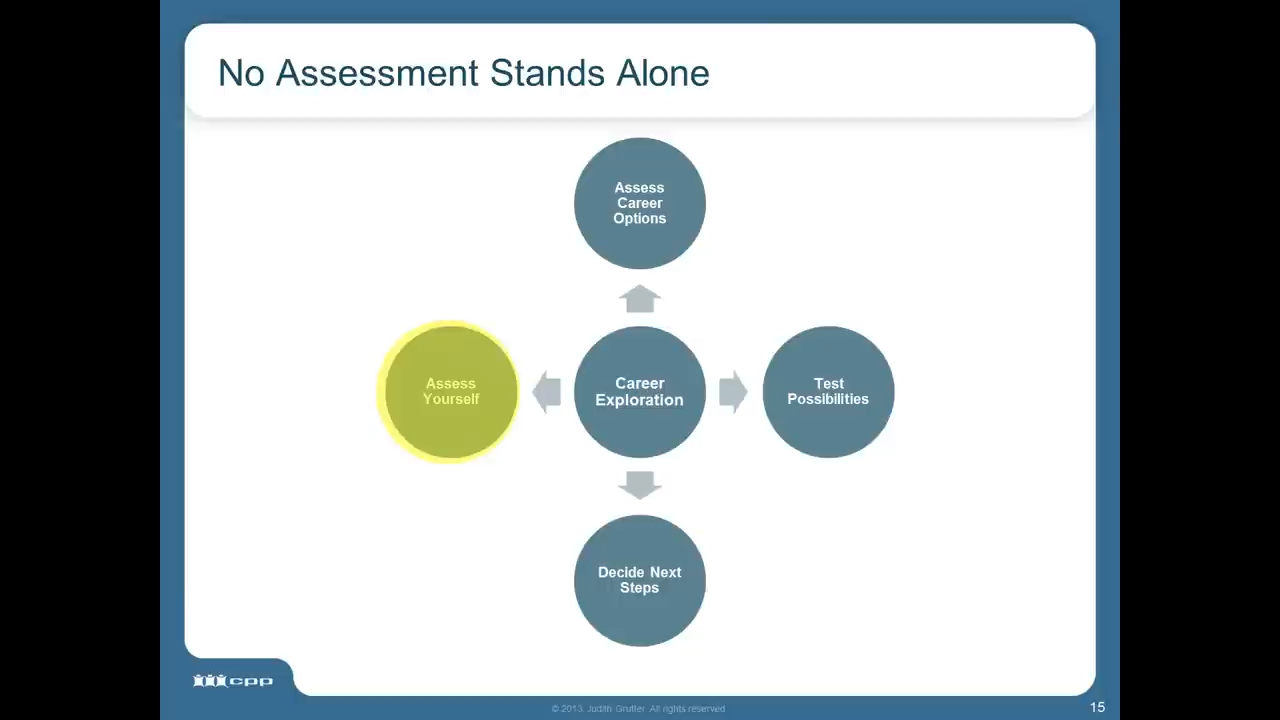 No Assessment Stands Alone
Assess
Career
Options
Assess
Yourself
Career
Exploration
Test
Possibilities
Decide Next
Steps
cpp
© 2013, Judith Grutter. All rights reserved
15